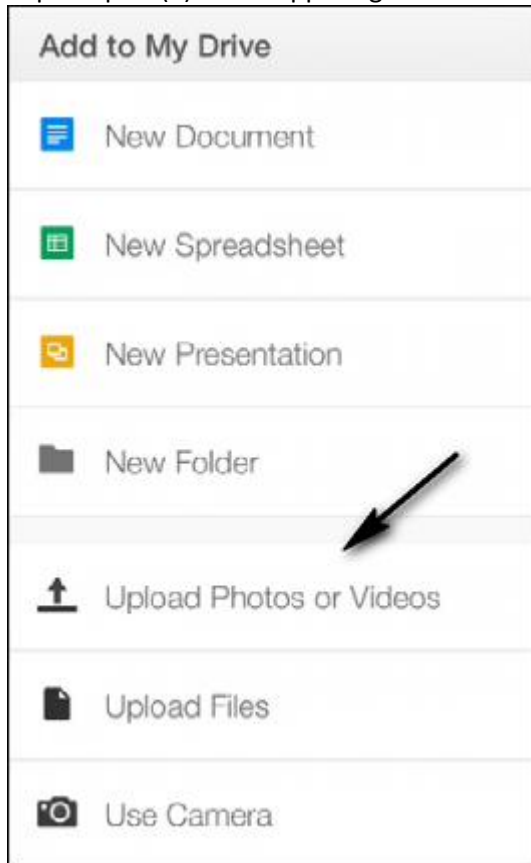 Add to My Drive
New Document
New Spreadsheet
New Presentation
New Folder
Upload Photos or Videos
Upload Files
Use Camera